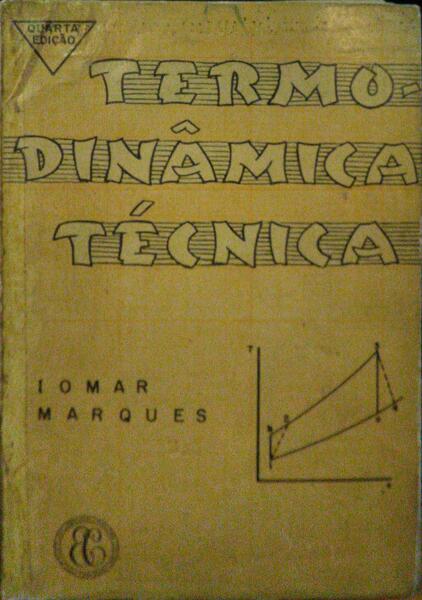 QUARTA
EDIÇÃO
TERMO-
DINÂMICA
TÉCNICA
IOMAR
MARQUES
T